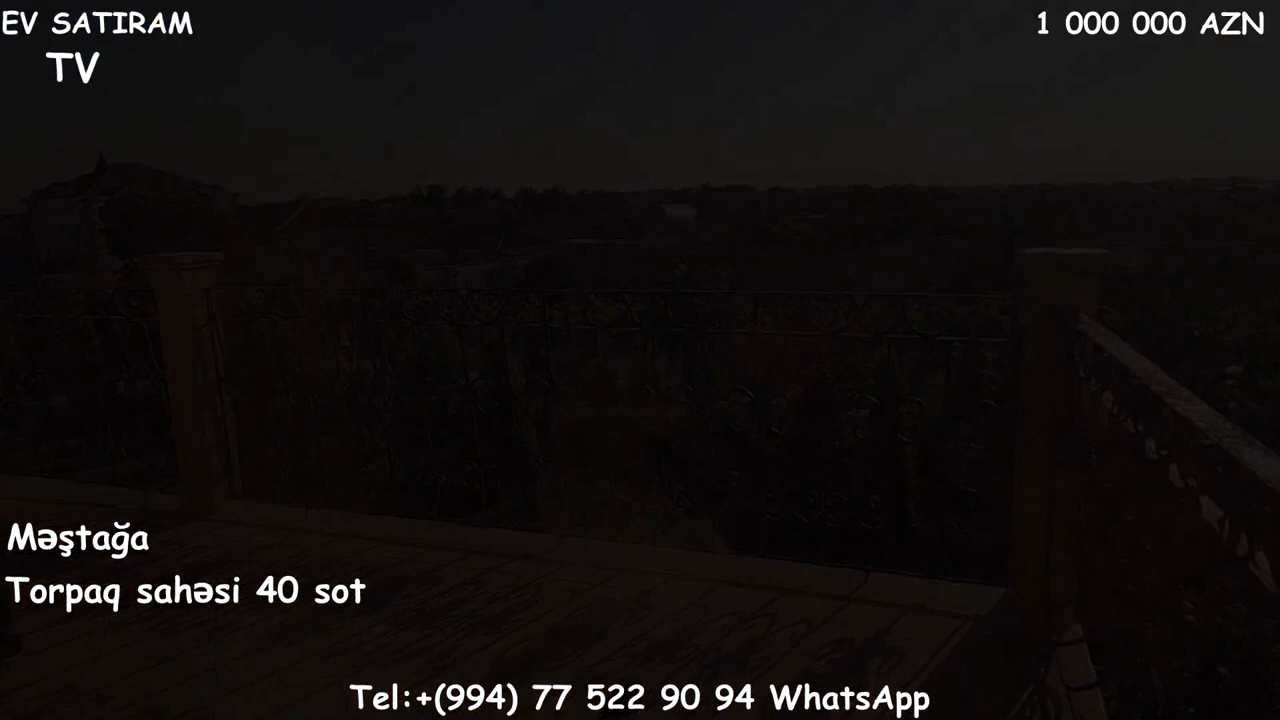 EV SATIRAM
TV
1 000 000 AZN
Məştağa
Torpaq sahəsi 40 sot
Tel:+(994) 77 522 90 94 WhatsApp